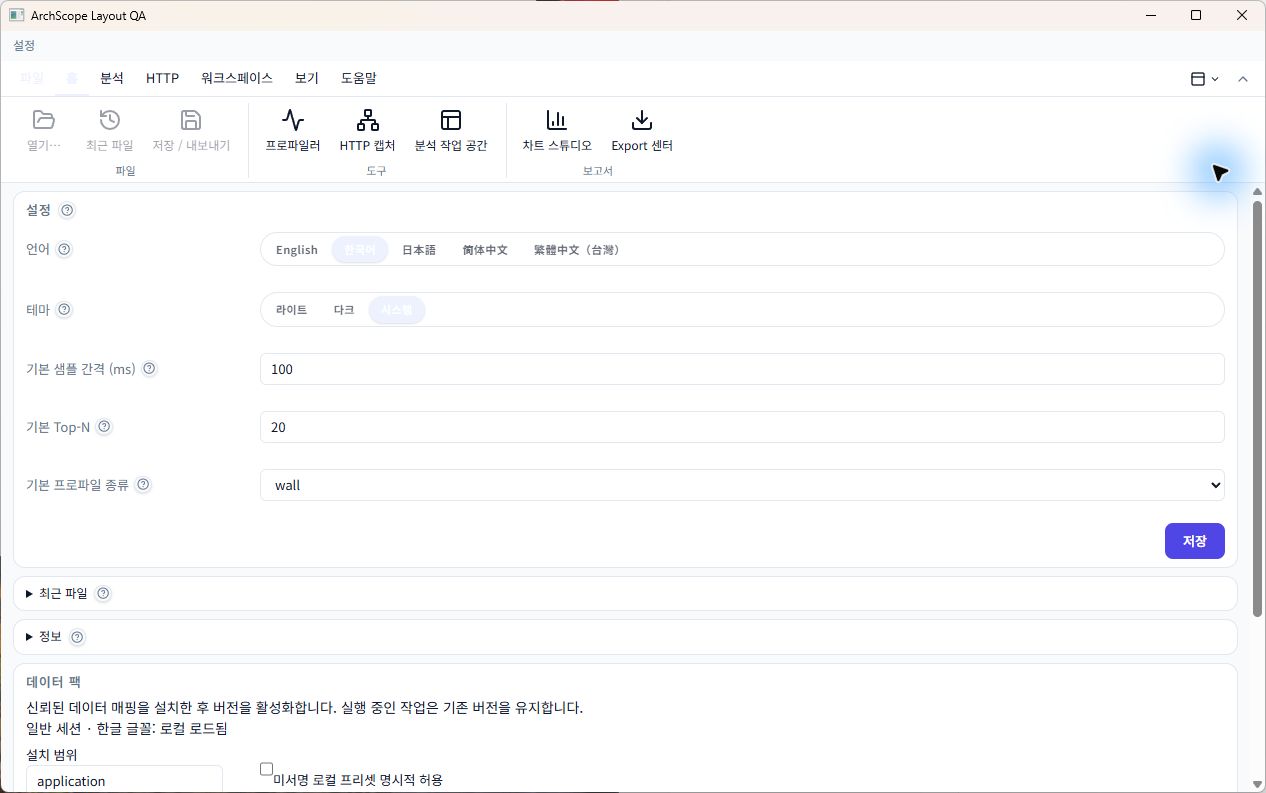 ArchScope Layout QA
설정
파일 홈 분석 HTTP 워크스페이스 보기 도움말
열기… 최근 파일 저장 / 내보내기 프로파일러 HTTP 캡처 분석 작업 공간 차트 스튜디오 Export 센터
파일 도구 보고서
설정
언어 English 한국어 日本語 简体中文 繁體中文（台灣）
테마 라이트 다크 시스템
기본 샘플 간격 (ms) 100
기본 Top-N 20
기본 프로파일 종류 wall
저장
최근 파일
정보
데이터 팩
신뢰된 데이터 매핑을 설치한 후 버전을 활성화합니다. 실행 중인 작업은 기존 버전을 유지합니다.
일반 세션 · 한글 글꼴: 로컬 로드됨
설치 범위
application 미서명 로컬 프리셋 명시적 허용